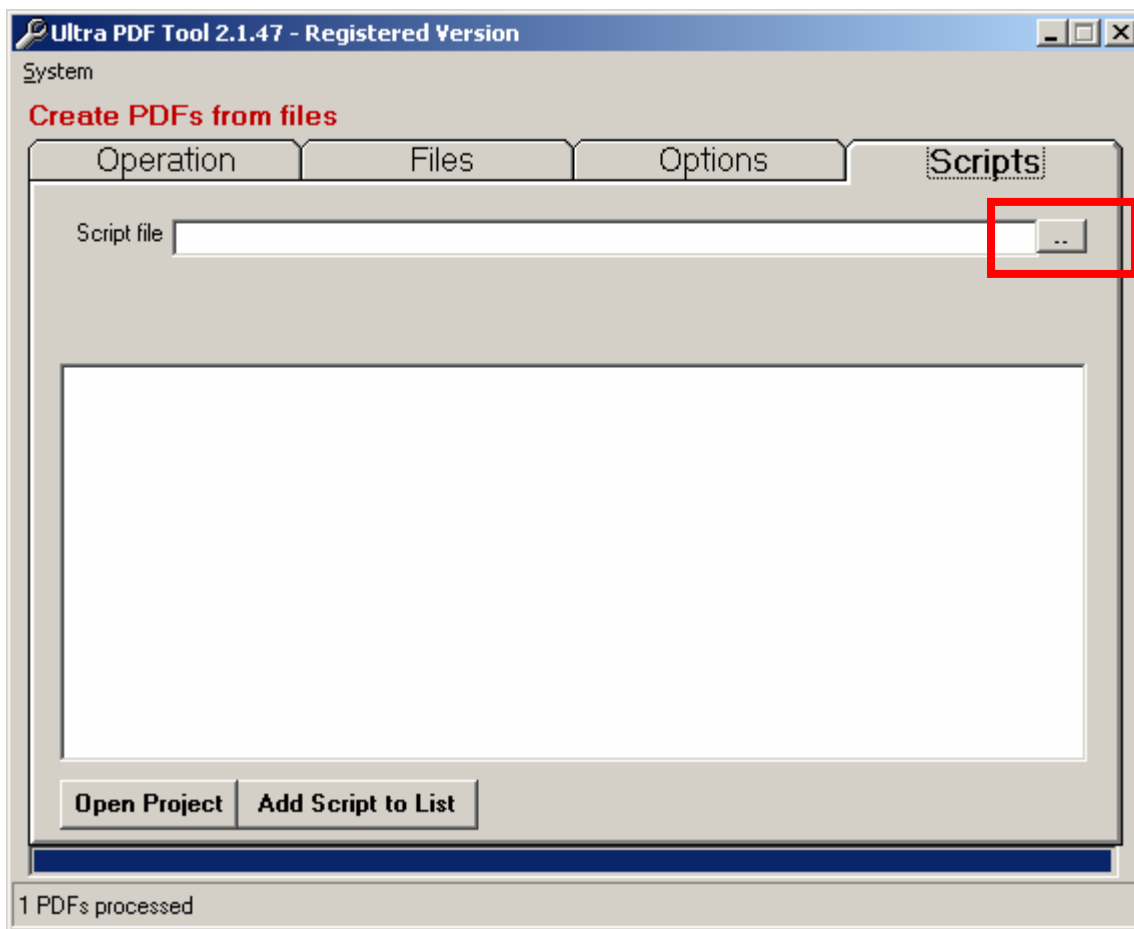 Ultra PDF Tool 2.1.47 - Registered Version
System
Create PDFs from files
Operation Files Options Scripts
Script file ..
Open Project Add Script to List
1 PDFs processed